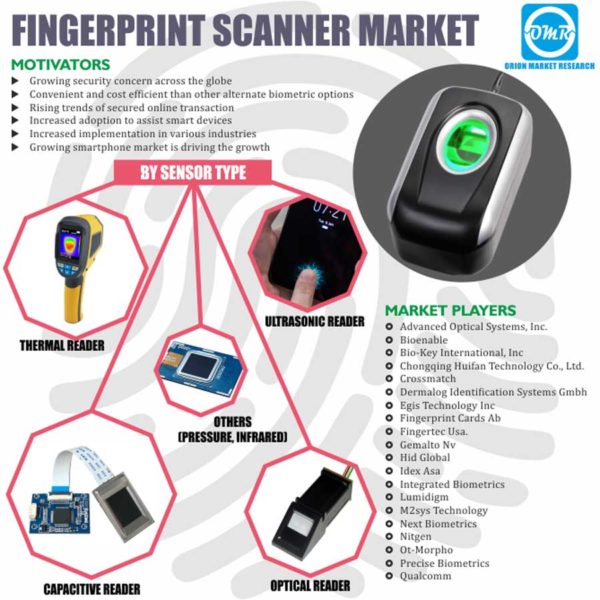 FINGERPRINT SCANNER MARKET
OMR
ORION MARKET RESEARCH
MOTIVATORS
Growing security concern across the globe
Convenient and cost efficient than other alternate biometric options
Rising trends of secured online transaction
Increased adoption to assist smart devices
Increased implementation in various industries
Growing smartphone market is driving the growth
BY SENSOR TYPE
07:27
THERMAL READER
ULTRASONIC READER
OTHERS
(PRESSURE, INFRARED)
CAPACITIVE READER
OPTICAL READER
MARKET PLAYERS
Advanced Optical Systems, Inc.
Bioenable
Bio-Key International, Inc
Chongqing Huifan Technology Co., Ltd.
Crossmatch
Dermalog Identification Systems Gmbh
Egis Technology Inc
Fingerprint Cards Ab
Fingertec Usa.
Gemalto Nv
Hid Global
Idex Asa
Integrated Biometrics
Lumidigm
M2sys Technology
Next Biometrics
Nitgen
Ot-Morpho
Precise Biometrics
Qualcomm